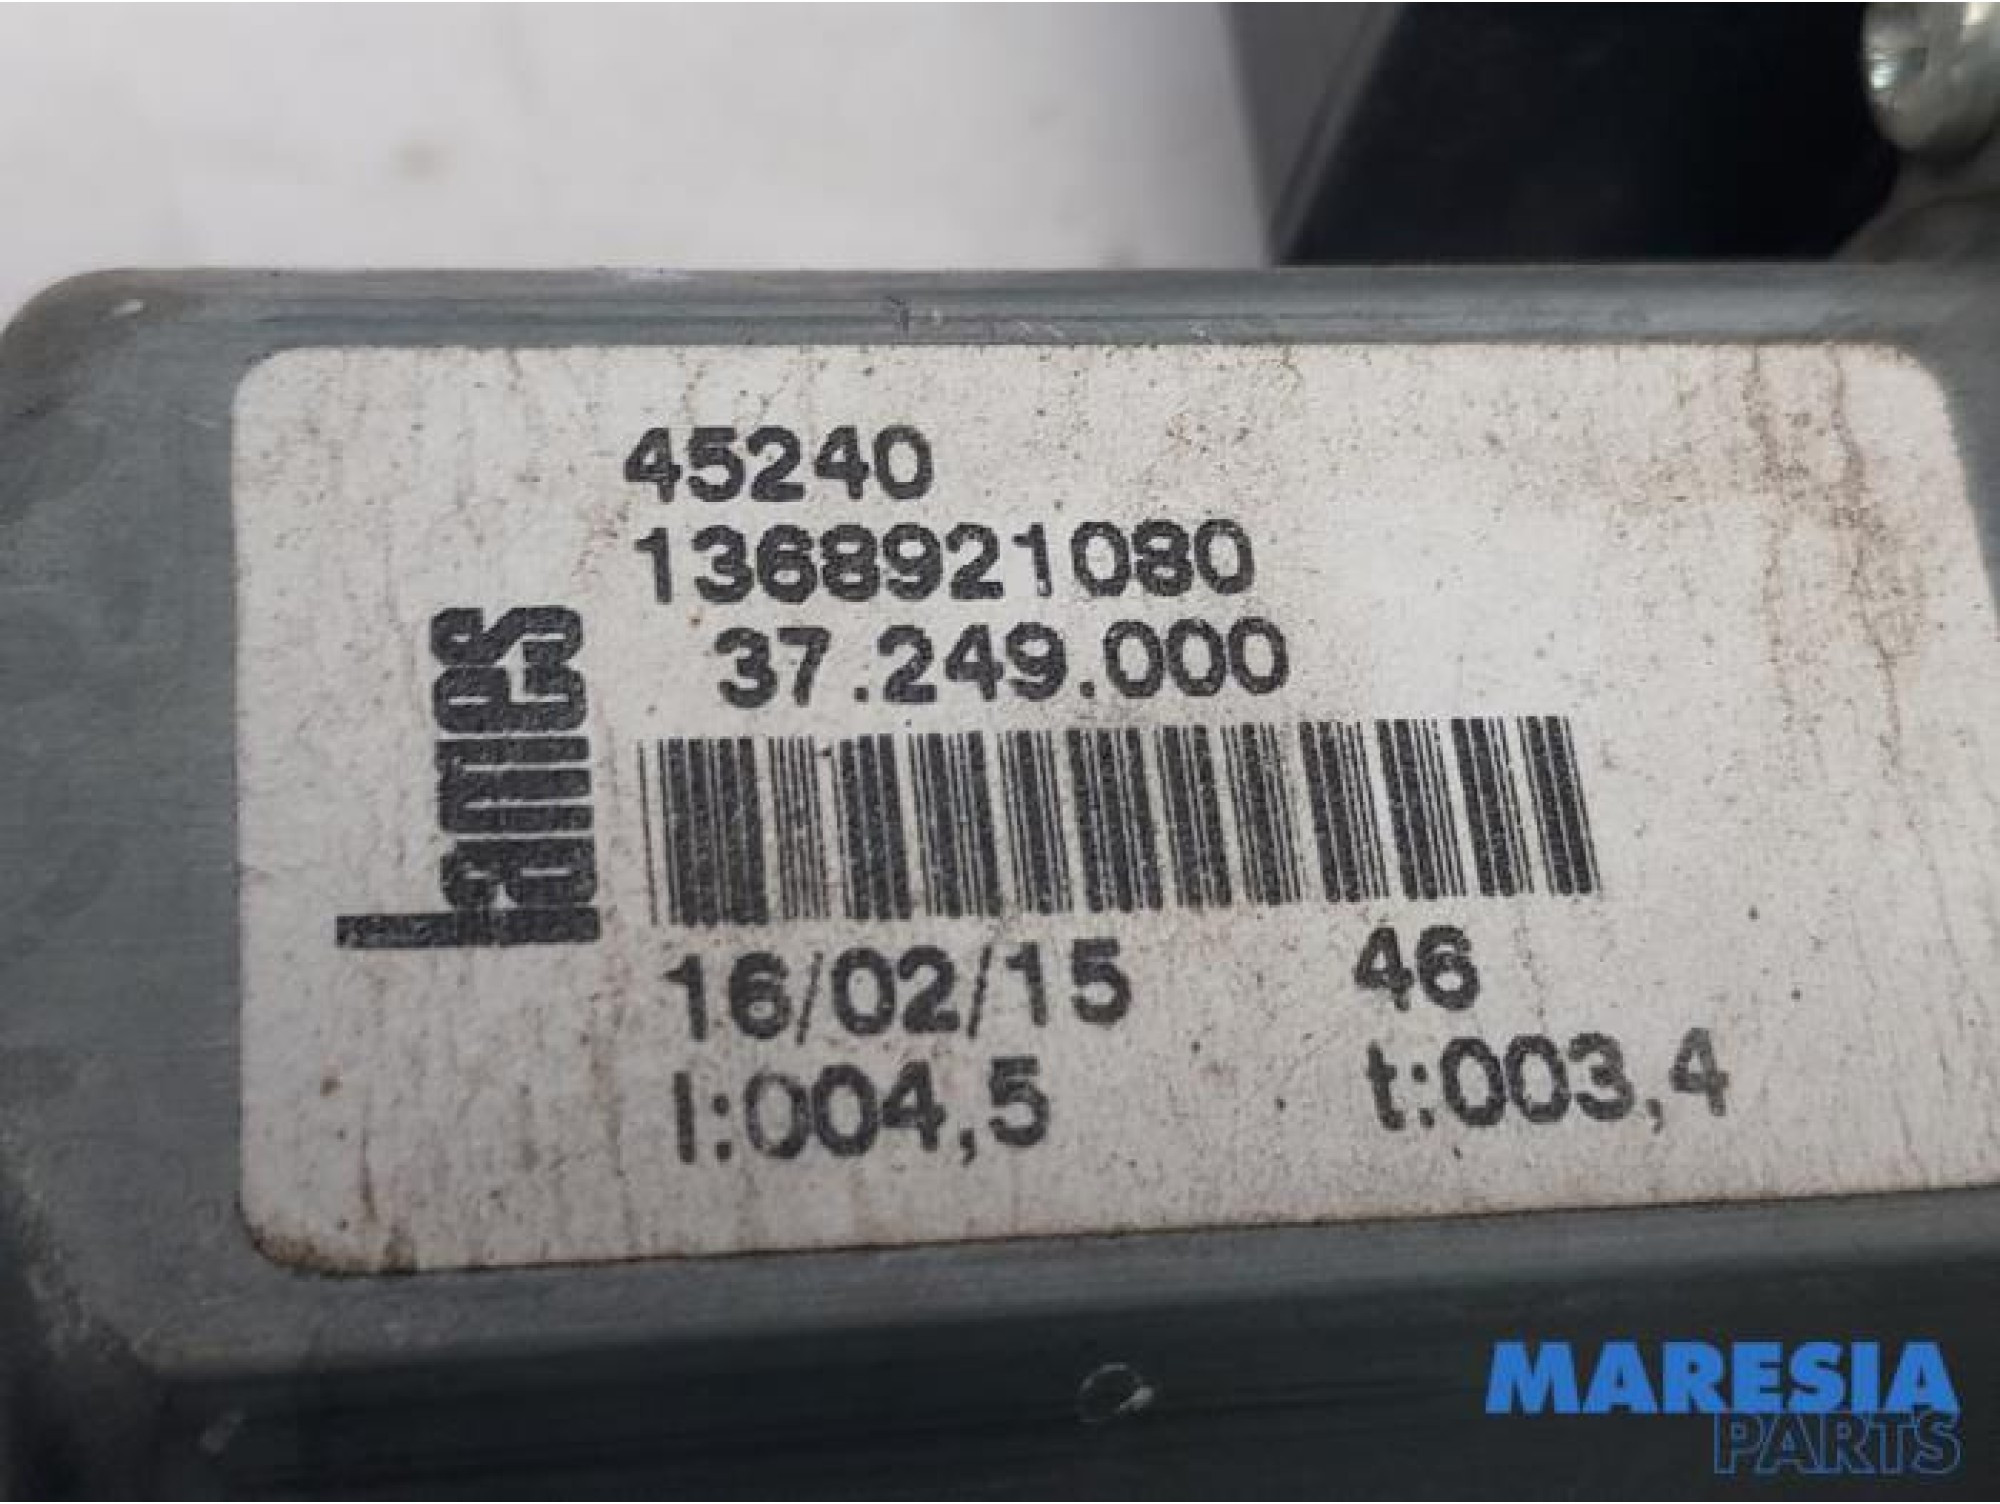 45240
1368921080
37.249.000
Lames
16/02/15 46
I:004,5 t:003,4
MARESIA
PARTS